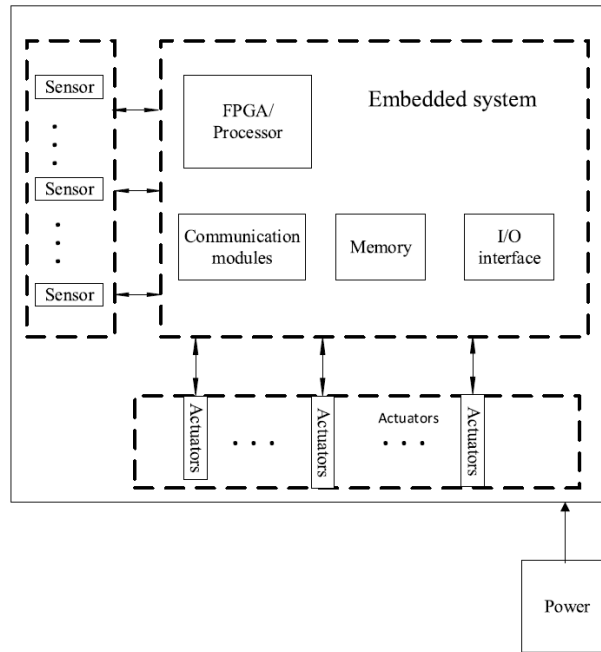 Sensor
FPGA/
Processor
Embedded system
Sensor
Communication
modules
Memory
I/O
interface
Sensor
Actuators
Actuators
Actuators
Actuators
Power